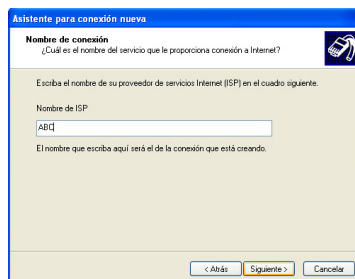 Asistente para conexión nueva
Nombre de conexión
¿Cuál es el nombre del servicio que le proporciona conexión a Internet?
Escriba el nombre de su proveedor de servicios Internet (ISP) en el cuadro siguiente.
Nombre de ISP
ABC
El nombre que escriba aquí será el de la conexión que está creando.
< Atrás Siguiente > Cancelar